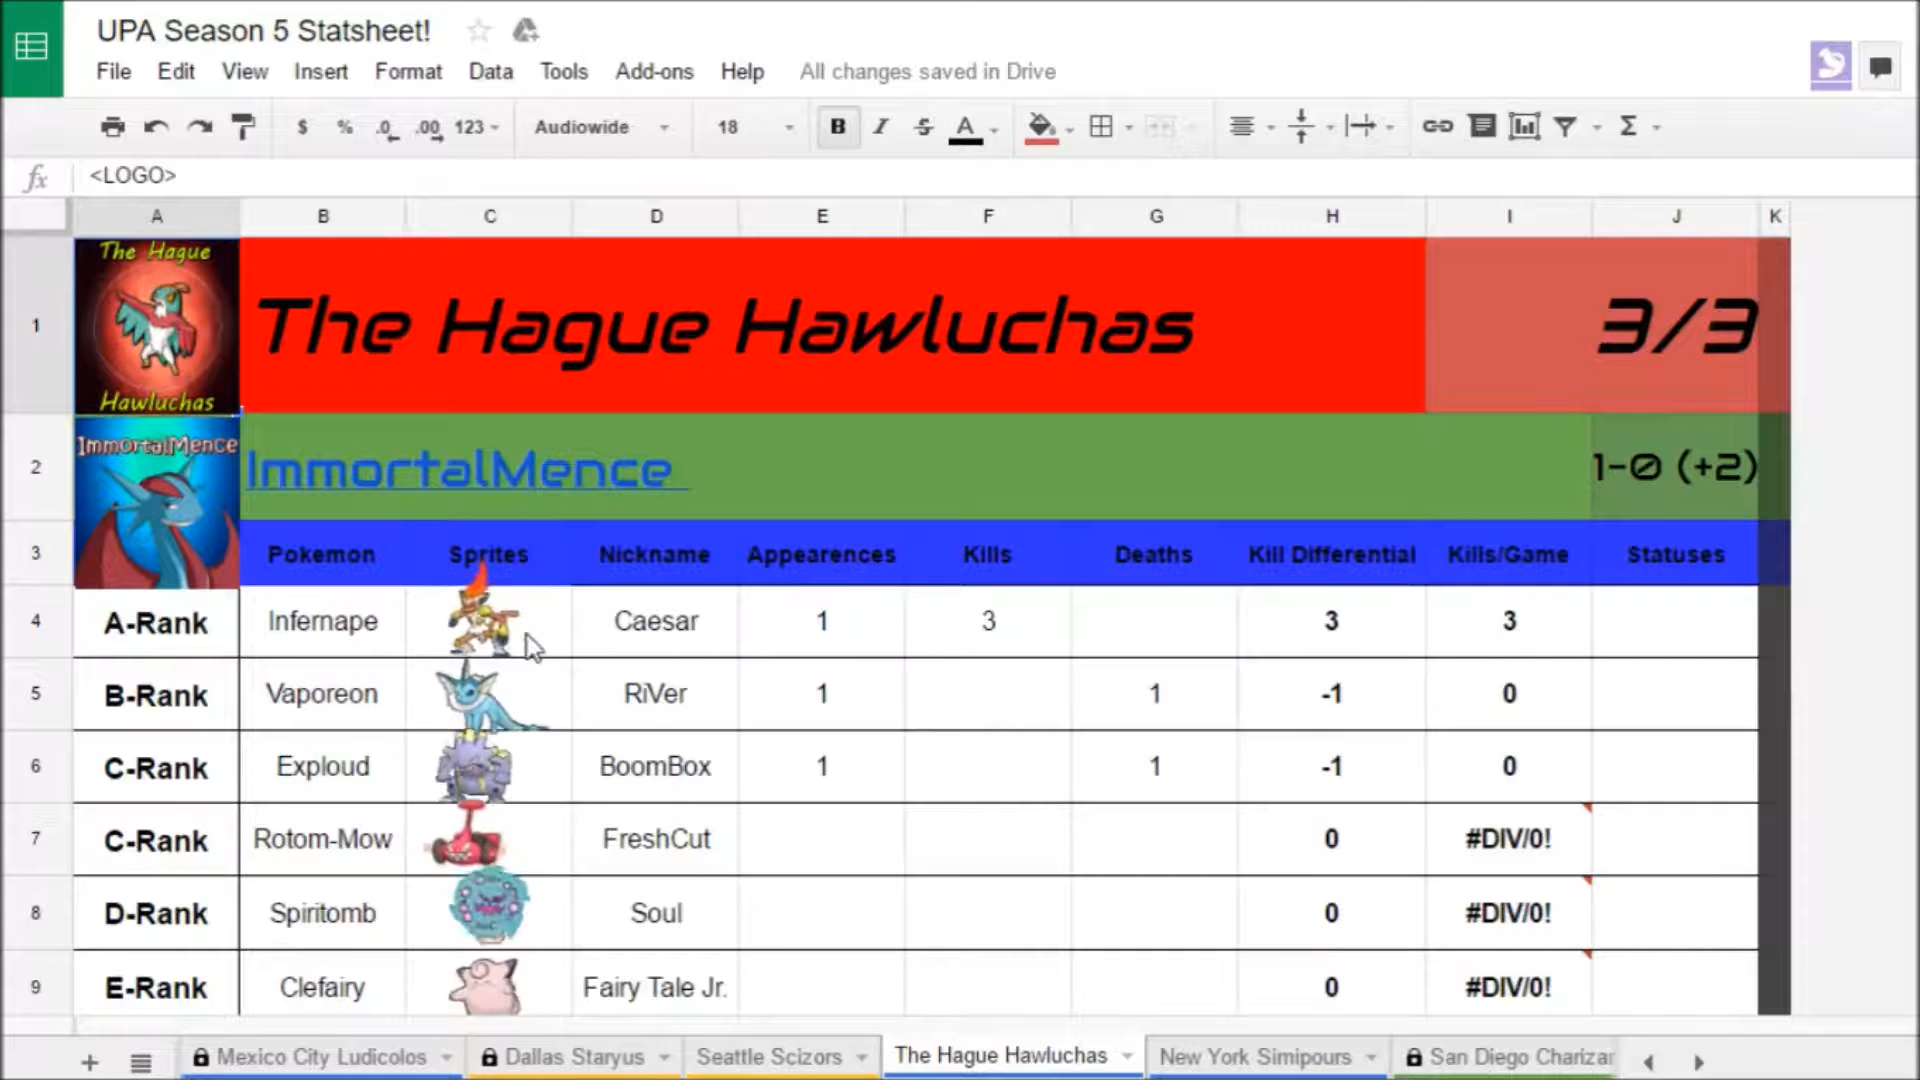 UPA Season 5 Statsheet!
File Edit View Insert Format Data Tools Add-ons Help All changes saved in Drive
$ % .0 .00 123 Audiowide 18 B I S A Σ
fx <LOGO>
A B C D E F G H I J K
1 The Hague Hawluchas The Hague Hawluchas 3/3
2 ImmortalMence ImmortalMence 1-0 (+2)
3 Pokemon Sprites Nickname Appearences Kills Deaths Kill Differential Kills/Game Statuses
4 A-Rank Infernape Caesar 1 3 3 3
5 B-Rank Vaporeon RiVer 1 1 -1 0
6 C-Rank Exploud BoomBox 1 1 -1 0
7 C-Rank Rotom-Mow FreshCut 0 #DIV/0!
8 D-Rank Spiritomb Soul 0 #DIV/0!
9 E-Rank Clefairy Fairy Tale Jr. 0 #DIV/0!
+ Mexico City Ludicolos Dallas Staryus Seattle Scizors The Hague Hawluchas New York Simipours San Diego Charizar